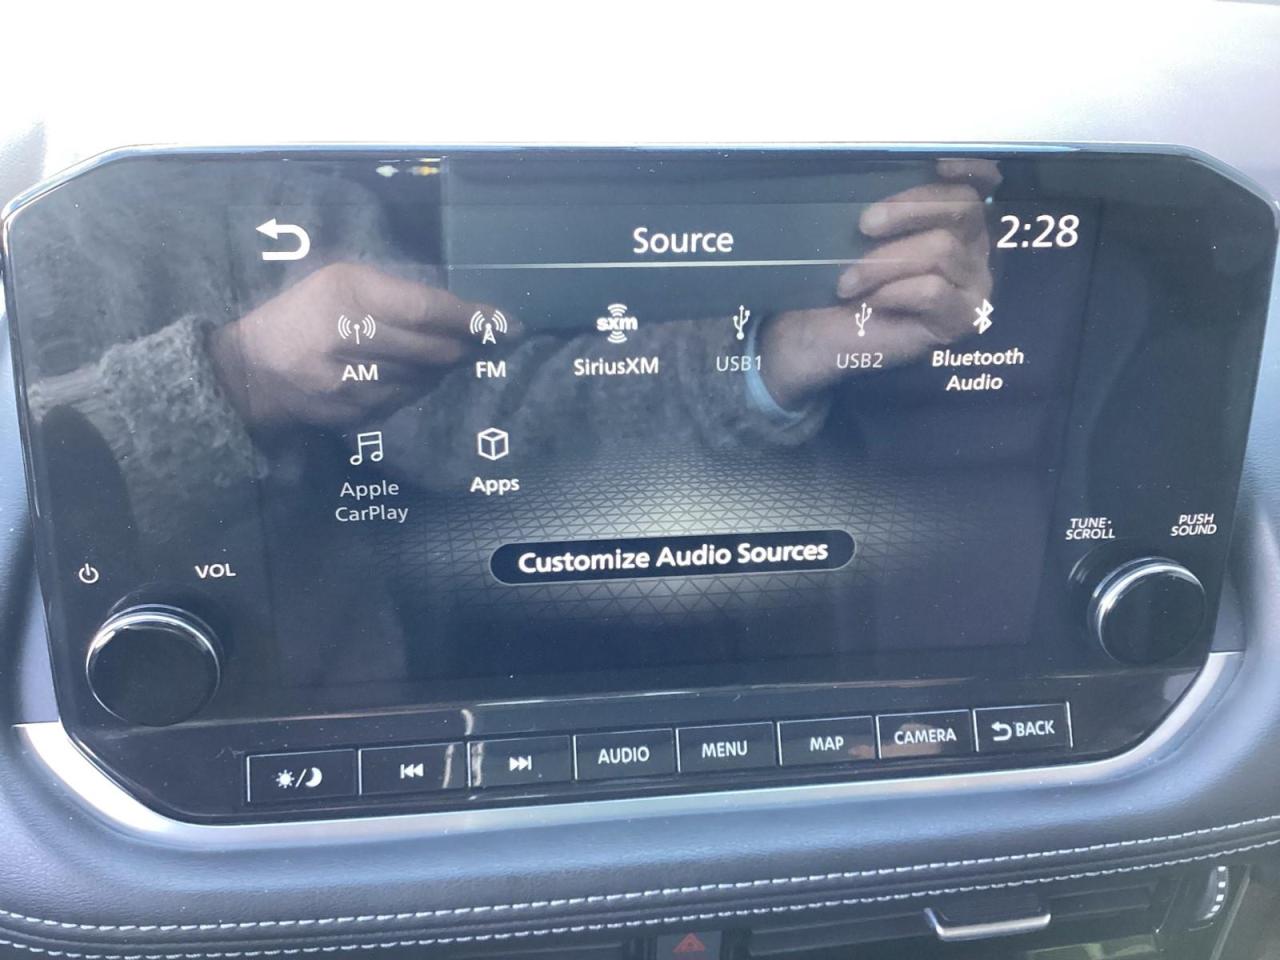 Source
2:28
AM
FM
sxm
SiriusXM
USB1
USB2
Bluetooth
Audio
Apple
CarPlay
Apps
Customize Audio Sources
VOL
TUNE·
SCROLL
PUSH
SOUND
AUDIO
MENU
MAP
CAMERA
BACK